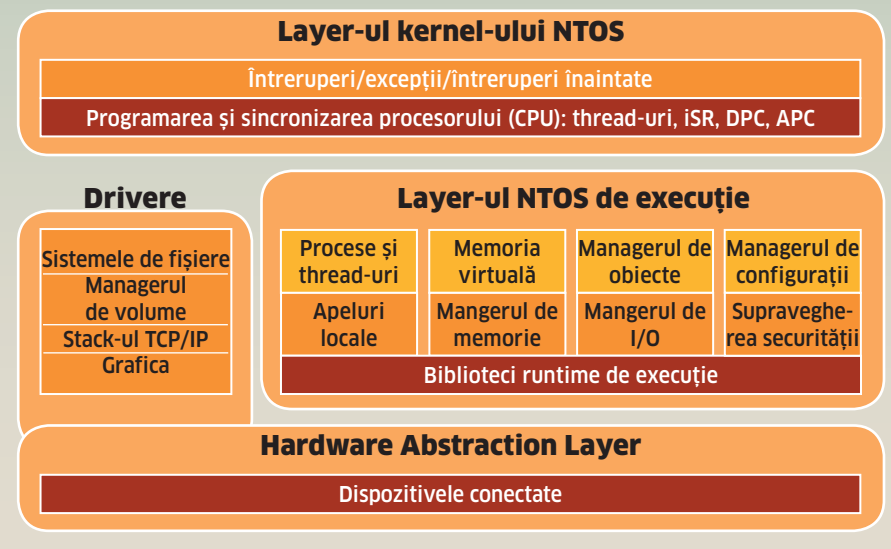 Layer-ul kernel-ului NTOS
Întreruperi/excepții/întreruperi înaintate
Programarea și sincronizarea procesorului (CPU): thread-uri, iSR, DPC, APC
Drivere
Sistemele de fișiere
Managerul
de volume
Stack-ul TCP/IP
Grafica
Layer-ul NTOS de execuție
Procese și
thread-uri
Memoria
virtuală
Managerul de
obiecte
Managerul de
configurații
Apeluri
locale
Mangerul de
memorie
Mangerul de
I/O
Supraveghe-
rea securității
Biblioteci runtime de execuție
Hardware Abstraction Layer
Dispozitivele conectate